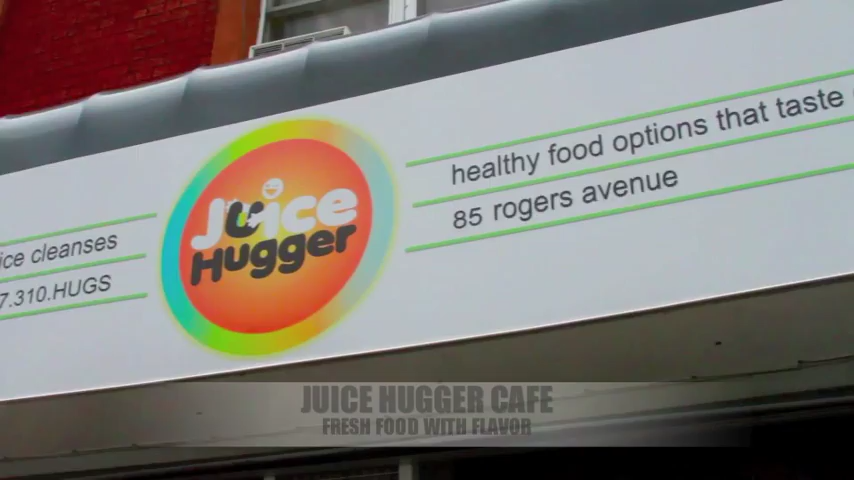 ice cleanses
7.310.HUGS
Juice
Hugger
healthy food options that taste
85 rogers avenue
JUICE HUGGER CAFE
FRESH FOOD WITH FLAVOR